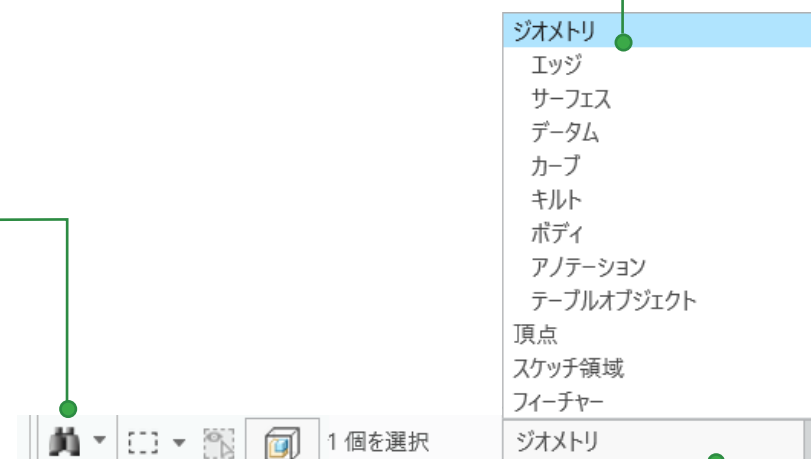 ジオメトリ
エッジ
サーフェス
データム
カーブ
キルト
ボディ
アノテーション
テーブルオブジェクト
頂点
スケッチ領域
フィーチャー
1 個を選択
ジオメトリ